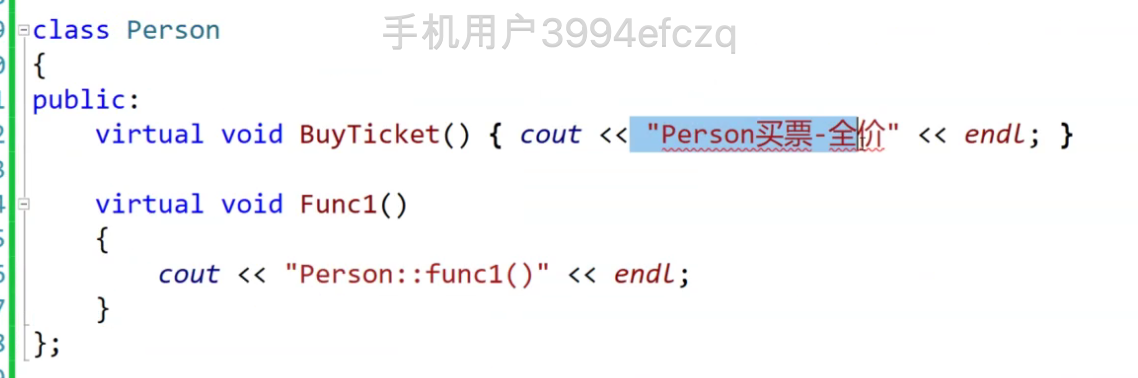 手机用户3994efczq
class Person
{
public:
    virtual void BuyTicket() { cout << "Person买票-全价" << endl; }
    virtual void Func1()
    {
        cout << "Person::func1()" << endl;
    }
};